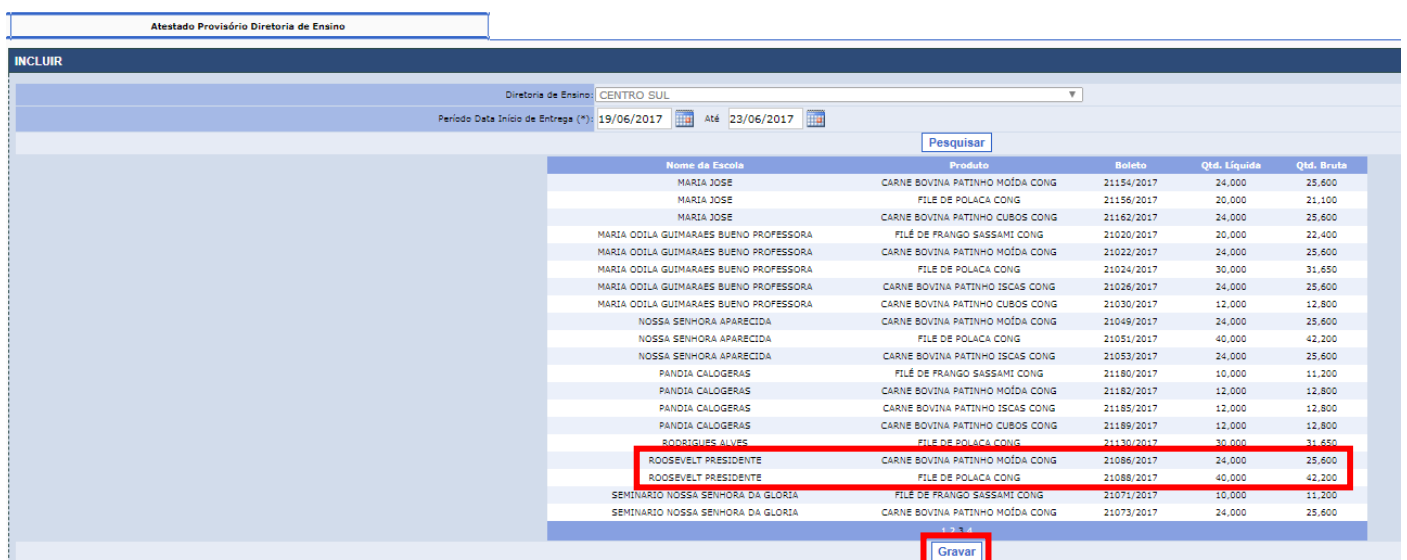 Atestado Provisório Diretoria de Ensino
INCLUIR
Diretoria de Ensino: CENTRO SUL
Período Data Início de Entrega (*): 19/06/2017 Até 23/06/2017
Pesquisar
Nome da Escola Produto Boleto Qtd. Líquida Qtd. Bruta
MARIA JOSE CARNE BOVINA PATINHO MOÍDA CONG 21154/2017 24,000 25,600
MARIA JOSE FILE DE POLACA CONG 21156/2017 20,000 21,100
MARIA JOSE CARNE BOVINA PATINHO CUBOS CONG 21162/2017 24,000 25,600
MARIA ODILA GUIMARAES BUENO PROFESSORA FILÉ DE FRANGO SASSAMI CONG 21020/2017 20,000 22,400
MARIA ODILA GUIMARAES BUENO PROFESSORA CARNE BOVINA PATINHO MOÍDA CONG 21022/2017 24,000 25,600
MARIA ODILA GUIMARAES BUENO PROFESSORA FILE DE POLACA CONG 21024/2017 30,000 31,650
MARIA ODILA GUIMARAES BUENO PROFESSORA CARNE BOVINA PATINHO ISCAS CONG 21026/2017 24,000 25,600
MARIA ODILA GUIMARAES BUENO PROFESSORA CARNE BOVINA PATINHO CUBOS CONG 21030/2017 12,000 12,800
NOSSA SENHORA APARECIDA CARNE BOVINA PATINHO MOÍDA CONG 21049/2017 24,000 25,600
NOSSA SENHORA APARECIDA FILE DE POLACA CONG 21051/2017 40,000 42,200
NOSSA SENHORA APARECIDA CARNE BOVINA PATINHO ISCAS CONG 21053/2017 24,000 25,600
PANDIA CALOGERAS FILÉ DE FRANGO SASSAMI CONG 21180/2017 10,000 11,200
PANDIA CALOGERAS CARNE BOVINA PATINHO MOÍDA CONG 21182/2017 12,000 12,800
PANDIA CALOGERAS CARNE BOVINA PATINHO ISCAS CONG 21185/2017 12,000 12,800
PANDIA CALOGERAS CARNE BOVINA PATINHO CUBOS CONG 21189/2017 12,000 12,800
RODRIGUES ALVES FILE DE POLACA CONG 21130/2017 30,000 31,650
ROOSEVELT PRESIDENTE CARNE BOVINA PATINHO MOÍDA CONG 21086/2017 24,000 25,600
ROOSEVELT PRESIDENTE FILE DE POLACA CONG 21088/2017 40,000 42,200
SEMINARIO NOSSA SENHORA DA GLORIA FILÉ DE FRANGO SASSAMI CONG 21071/2017 10,000 11,200
SEMINARIO NOSSA SENHORA DA GLORIA CARNE BOVINA PATINHO MOÍDA CONG 21073/2017 24,000 25,600
1 2 3 4
Gravar